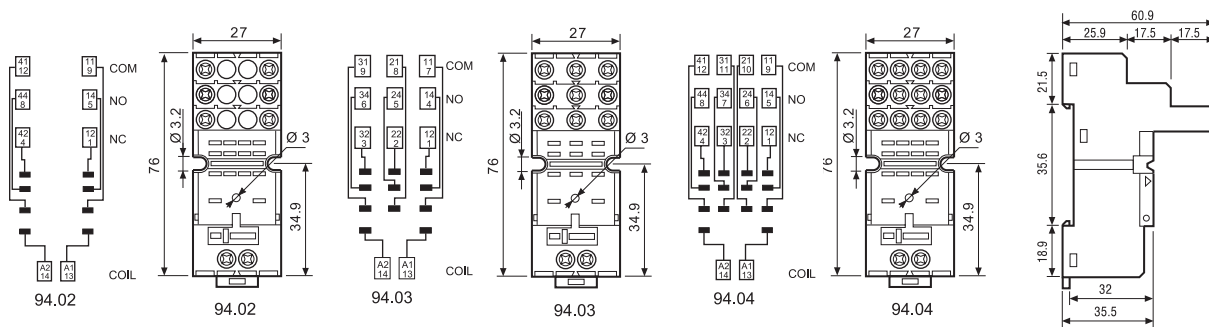 41 12
11 9
COM
44 8
14 5
NO
42 4
12 1
NC
A2 14
A1 13
COIL
94.02
27
76
Ø 3.2
Ø 3
34.9
94.02
31 9
21 8
11 7
COM
34 6
24 5
14 4
NO
32 3
22 2
12 1
NC
A2 14
A1 13
COIL
94.03
27
76
Ø 3.2
Ø 3
34.9
94.03
41 12
31 11
21 10
11 9
COM
44 8
34 7
24 6
14 5
NO
42 4
32 3
22 2
12 1
NC
A2 14
A1 13
COIL
94.04
27
76
Ø 3.2
Ø 3
34.9
94.04
60.9
25.9
17.5
17.5
21.5
35.6
18.9
32
35.5